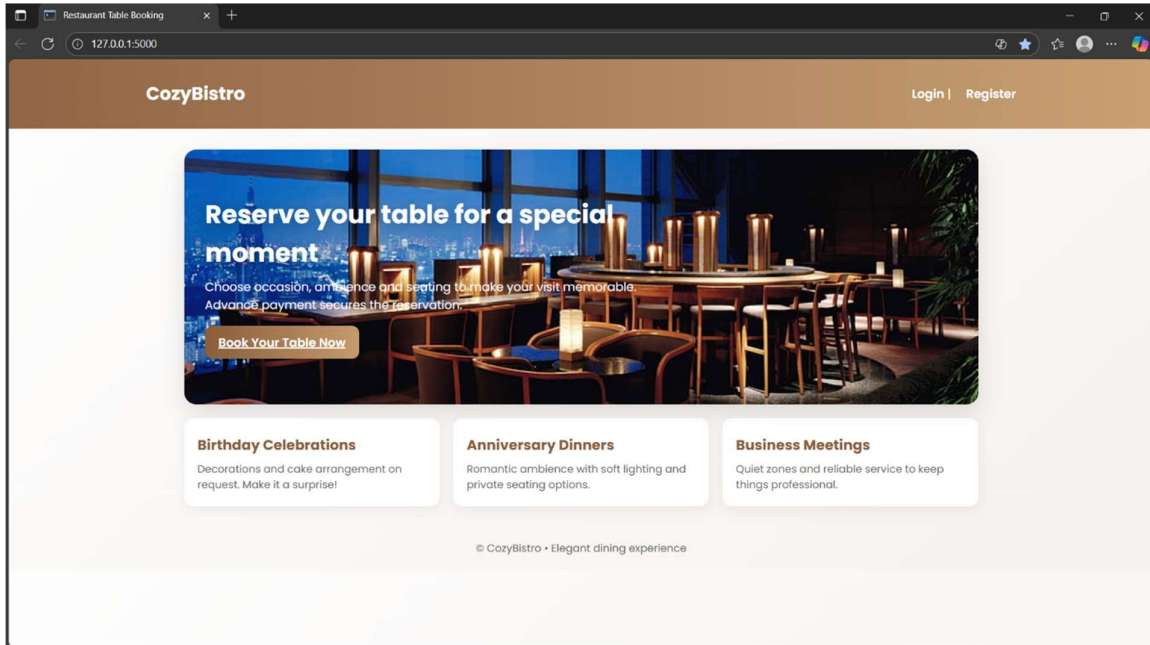 Restaurant Table Booking
127.0.0.1:5000
CozyBistro
Login |
Register
Reserve your table for a special
moment
Choose occasion, ambience and seating to make your visit memorable.
Advance payment secures the reservation.
Book Your Table Now
Birthday Celebrations
Decorations and cake arrangement on
request. Make it a surprise!
Anniversary Dinners
Romantic ambience with soft lighting and
private seating options.
Business Meetings
Quiet zones and reliable service to keep
things professional.
© CozyBistro • Elegant dining experience